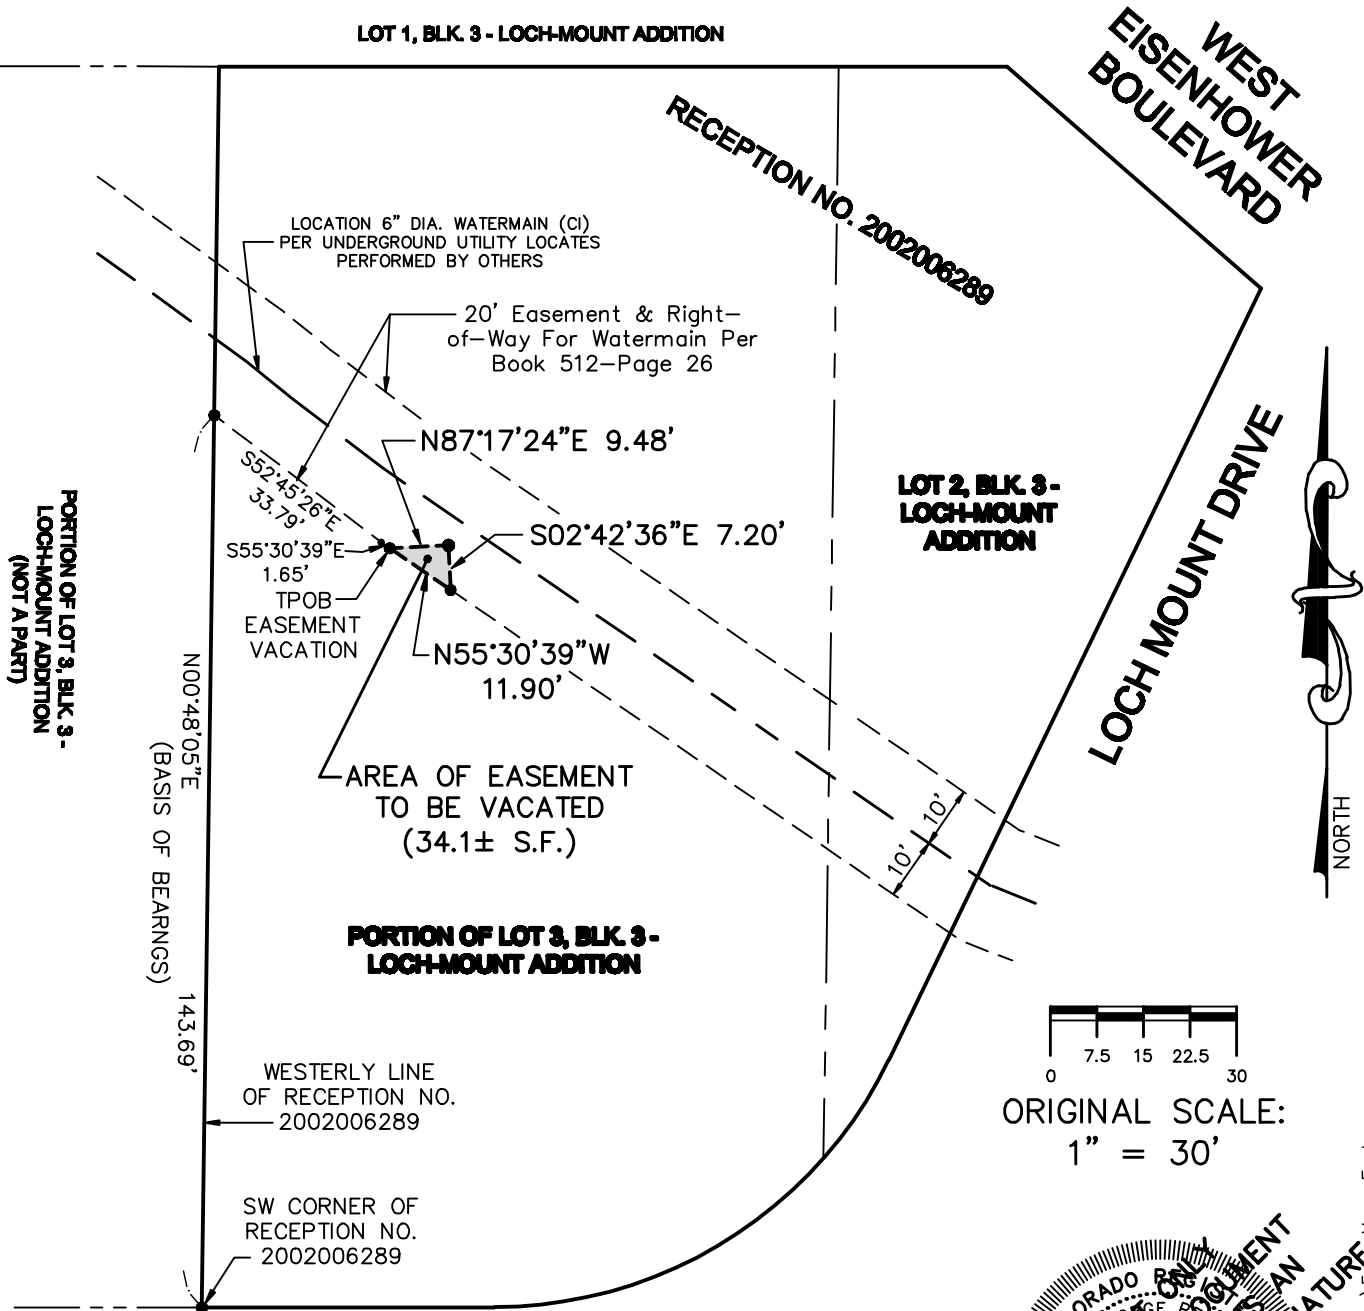 LOT 1, BLK. 3 - LOCH-MOUNT ADDITION
WEST
EISENHOWER
BOULEVARD
RECEPTION NO. 2002006289
LOCATION 6" DIA. WATERMAIN (CI)
PER UNDERGROUND UTILITY LOCATES
PERFORMED BY OTHERS
20' Easement & Right-
of-Way For Watermain Per
Book 512-Page 26
N87°17'24"E 9.48'
S52°45'26"E
33.79'
S02°42'36"E 7.20'
S55°30'39"E
1.65'
TPOB
EASEMENT
VACATION
N55°30'39"W
11.90'
LOT 2, BLK. 3 -
LOCH-MOUNT
ADDITION
LOCH MOUNT DRIVE
PORTION OF LOT 3, BLK. 3 -
LOCH-MOUNT ADDITION
(NOT A PART)
N00°48'05"E
143.69'
(BASIS OF BEARNGS)
AREA OF EASEMENT
TO BE VACATED
(34.1± S.F.)
10'
10'
NORTH
PORTION OF LOT 3, BLK. 3 -
LOCH-MOUNT ADDITION
7.5 15 22.5
0 30
ORIGINAL SCALE:
1" = 30'
WESTERLY LINE
OF RECEPTION NO.
2002006289
SW CORNER OF
RECEPTION NO.
2002006289
ONLY